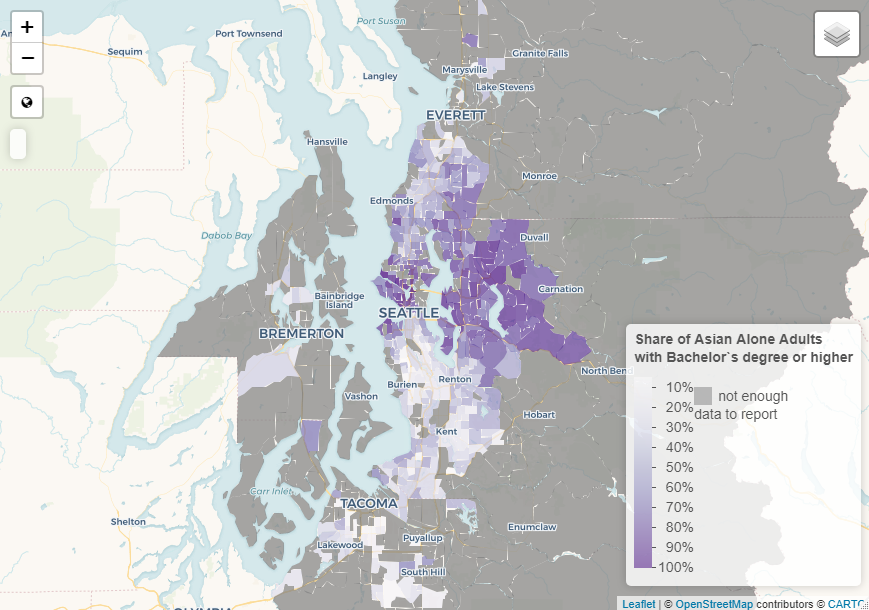 Port Susan
+
An
Port Townsend
Sequim
Granite Falls
−
Marysville
Langley
Lake Stevens
EVERETT
Hansville
Monroe
Edmonds
Dabob Bay
Duvall
Carnation
Bainbridge
Island
SEATTLE
BREMERTON
Share of Asian Alone Adults
with Bachelor`s degree or higher
North Bend
Burien
Renton
10%
not enough
Vashon
20%
data to report
Hobart
30%
Kent
40%
50%
60%
Carr Inlet
70%
TACOMA
Shelton
Enumclaw
80%
Puyallup
Lakewood
90%
100%
South Hill
OLYMPIA
Leaflet | © OpenStreetMap contributors © CARTO